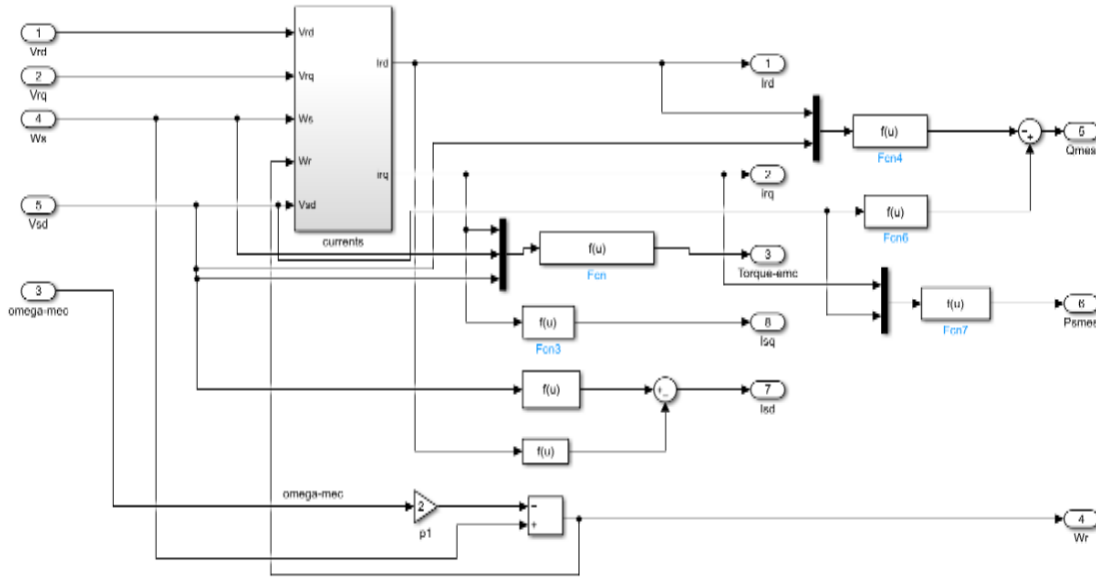 1
Vrd
2
Vrq
4
Ws
5
Vsd
3
omega-mec
Vrd
Vrq
Ws
Wr
Vsd
Ird
Irq
currents
1
Ird
2
Irq
3
Torque-emc
8
Isq
7
Isd
f(u)
Fcn4
f(u)
Fcn6
f(u)
Fcn7
f(u)
Fcn
f(u)
Fcn3
f(u)
f(u)
5
Qmes
6
Psmes
omega-mec
2
p1
4
Wr